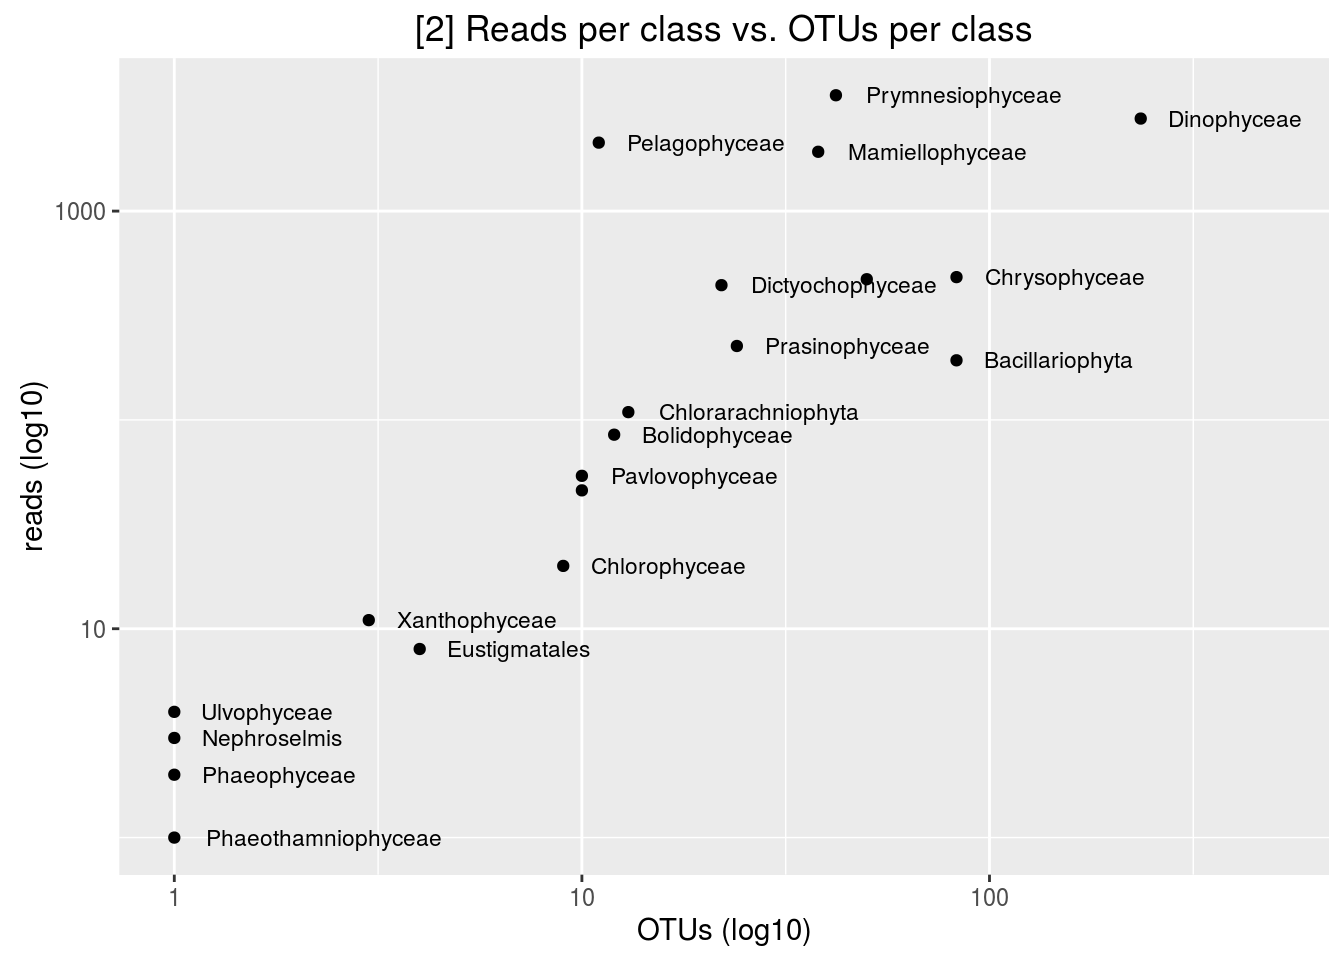 [2] Reads per class vs. OTUs per class
Prymnesiophyceae
Dinophyceae
Pelagophyceae
Mamiellophyceae
1000
Dictyochophyceae
Chrysophyceae
Prasinophyceae
Bacillariophyta
Chlorarachniophyta
Bolidophyceae
Pavlovophyceae
Chlorophyceae
Xanthophyceae
10
Eustigmatales
Ulvophyceae
Nephroselmis
Phaeophyceae
Phaeothamniophyceae
reads (log10)
1
10
100
OTUs (log10)